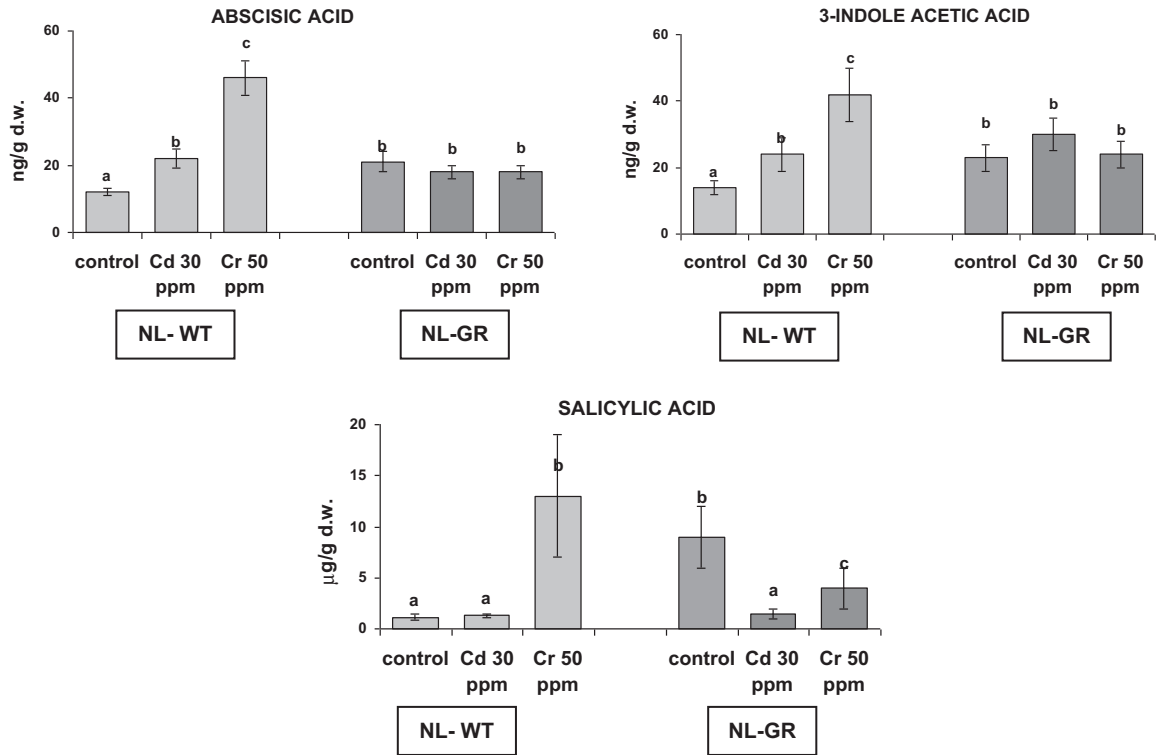 ABSCISIC ACID
ng/g d.w.
60
40
20
0
a
b
c
b
b
b
control Cd 30 ppm Cr 50 ppm
control Cd 30 ppm Cr 50 ppm
NL- WT
NL-GR
3-INDOLE ACETIC ACID
ng/g d.w.
60
40
20
0
a
b
c
b
b
b
control Cd 30 ppm Cr 50 ppm
control Cd 30 ppm Cr 50 ppm
NL- WT
NL-GR
SALICYLIC ACID
μg/g d.w.
20
15
10
5
0
a
a
b
b
a
c
control Cd 30 ppm Cr 50 ppm
control Cd 30 ppm Cr 50 ppm
NL- WT
NL-GR